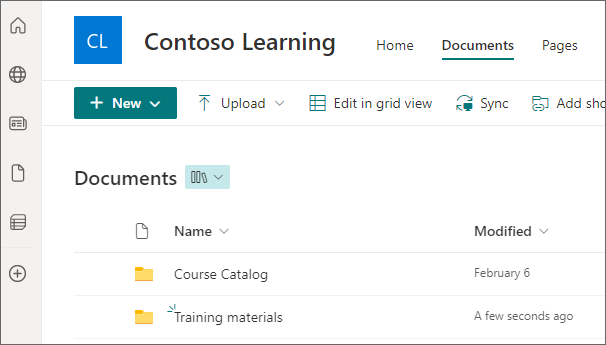 CL Contoso Learning Home Documents Pages
+ New Upload Edit in grid view Sync Add sho
Documents
Name Modified
Course Catalog February 6
Training materials A few seconds ago